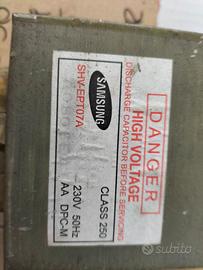 DANGER
HIGH VOLTAGE
DISCHARGE CAPACITOR BEFORE SERVICING
SAMSUNG
SHV-EPT07A
CLASS 250
230V 50Hz
AA DPC-M
subito